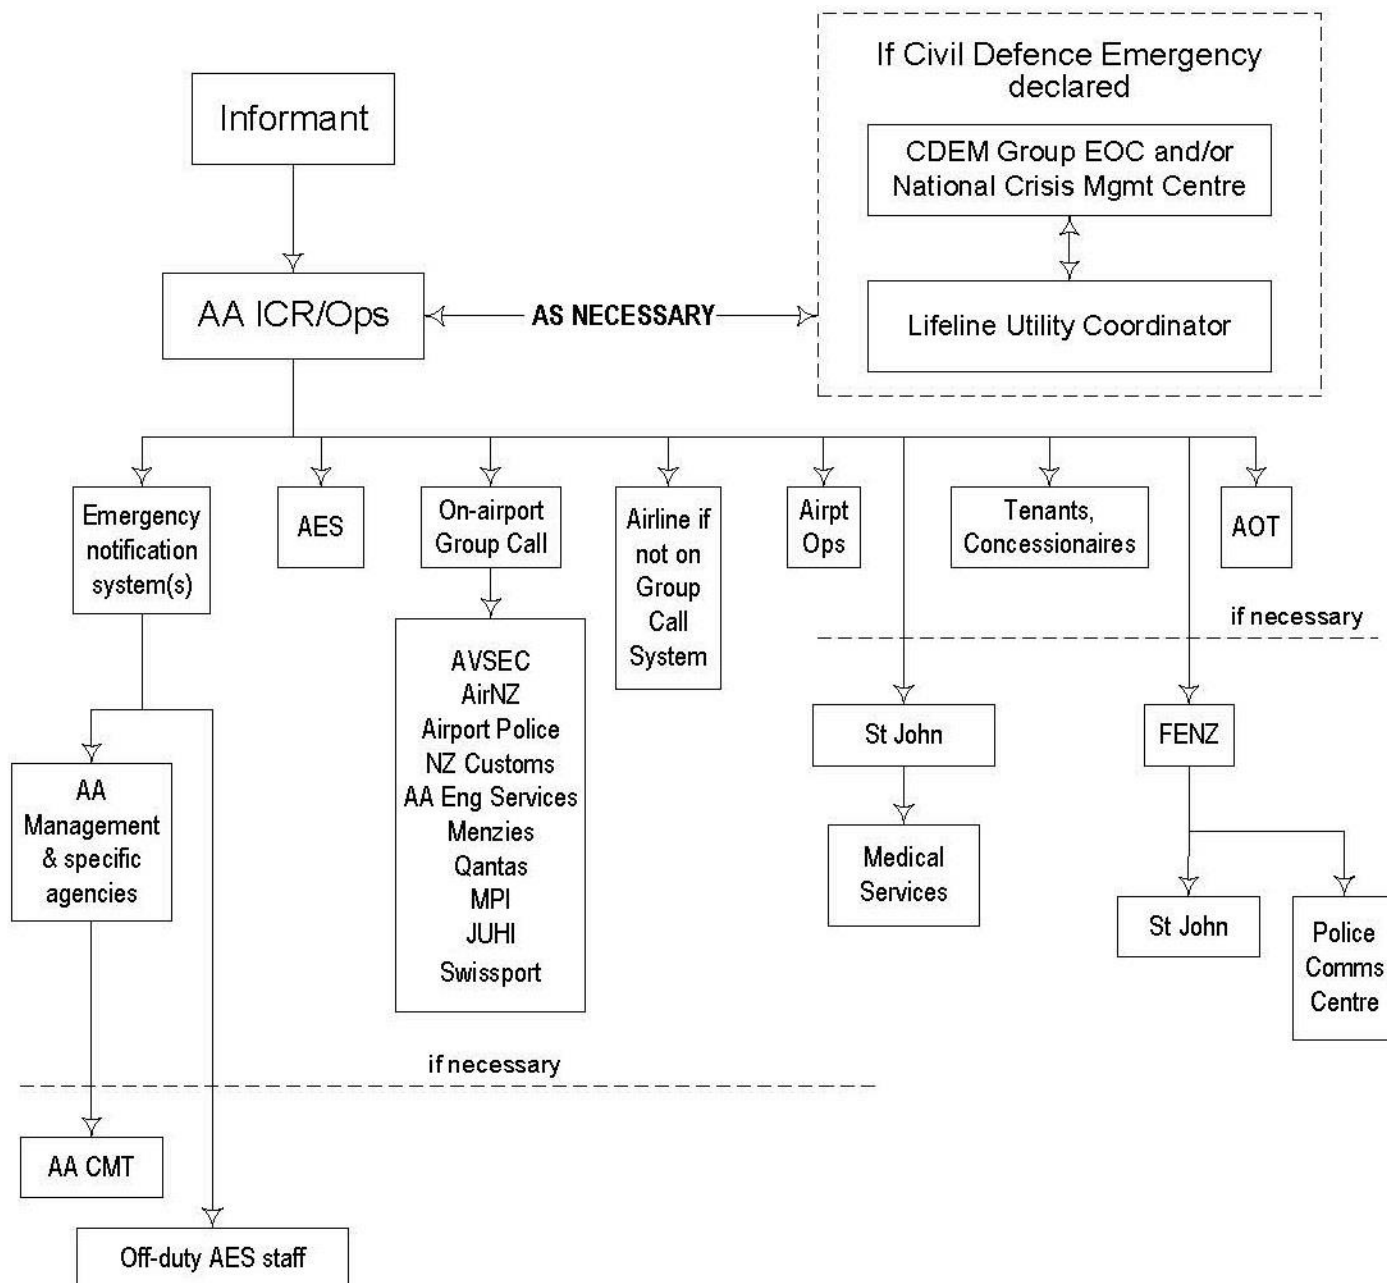 Informant
If Civil Defence Emergency
declared
CDEM Group EOC and/or
National Crisis Mgmt Centre
AA ICR/Ops
AS NECESSARY
Lifeline Utility Coordinator
Emergency
notification
system(s)
AES
On-airport
Group Call
Airline if
not on
Group
Call
System
Airpt
Ops
Tenants,
Concessionaires
AOT
if necessary
AVSEC
AirNZ
Airport Police
NZ Customs
AA Eng Services
Menzies
Qantas
MPI
JUHI
Swissport
St John
FENZ
AA
Management
& specific
agencies
Medical
Services
St John
Police
Comms
Centre
if necessary
AA CMT
Off-duty AES staff